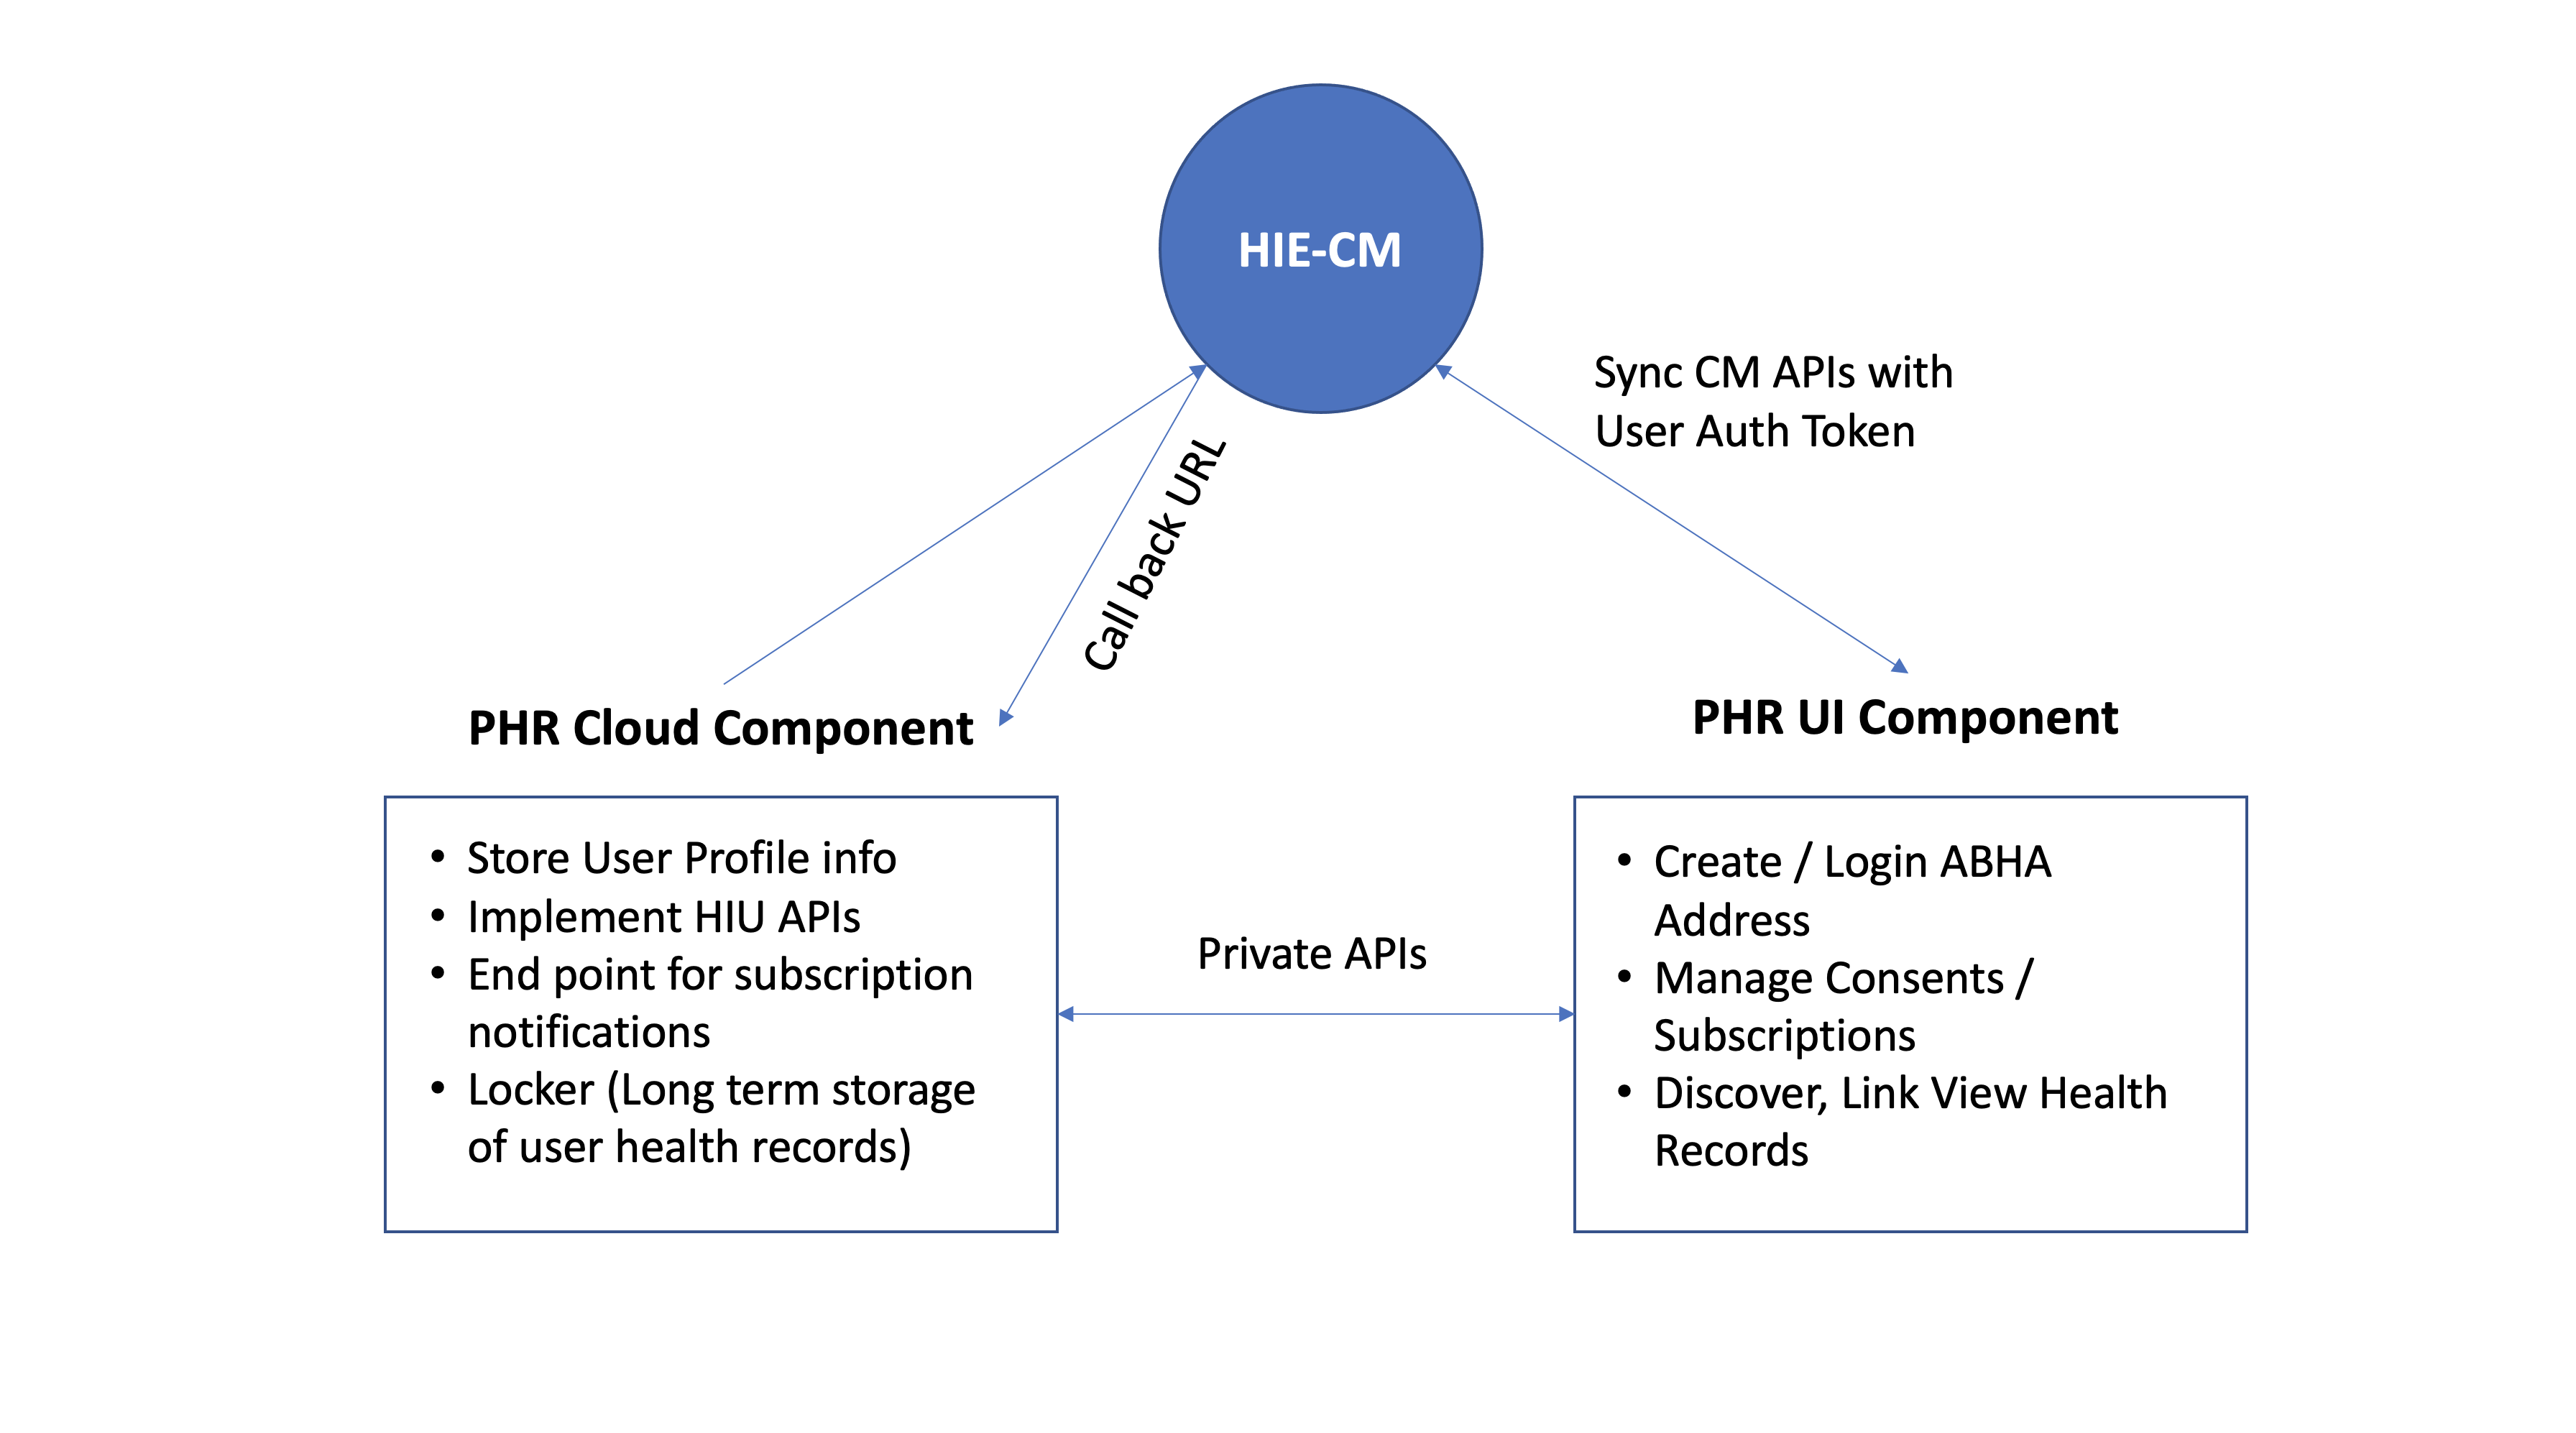 HIE-CM
Sync CM APIs with
User Auth Token
Call back URL
PHR Cloud Component
PHR UI Component
• Store User Profile info
• Implement HIU APIs
• End point for subscription
notifications
• Locker (Long term storage
of user health records)
Private APIs
• Create / Login ABHA
Address
• Manage Consents /
Subscriptions
• Discover, Link View Health
Records